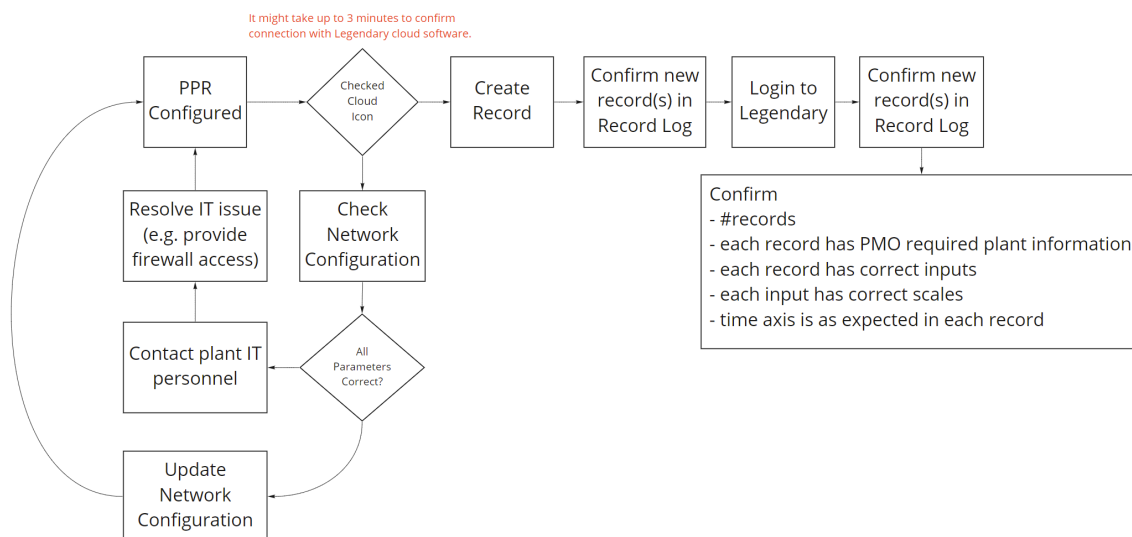 It might take up to 3 minutes to confirm
connection with Legendary cloud software.
PPR
Configured
Checked
Cloud
Icon
Create
Record
Confirm new
record(s) in
Record Log
Login to
Legendary
Confirm new
record(s) in
Record Log
Resolve IT issue
(e.g. provide
firewall access)
Check
Network
Configuration
Confirm
- #records
- each record has PMO required plant information
- each record has correct inputs
- each input has correct scales
- time axis is as expected in each record
Contact plant IT
personnel
All
Parameters
Correct?
Update
Network
Configuration